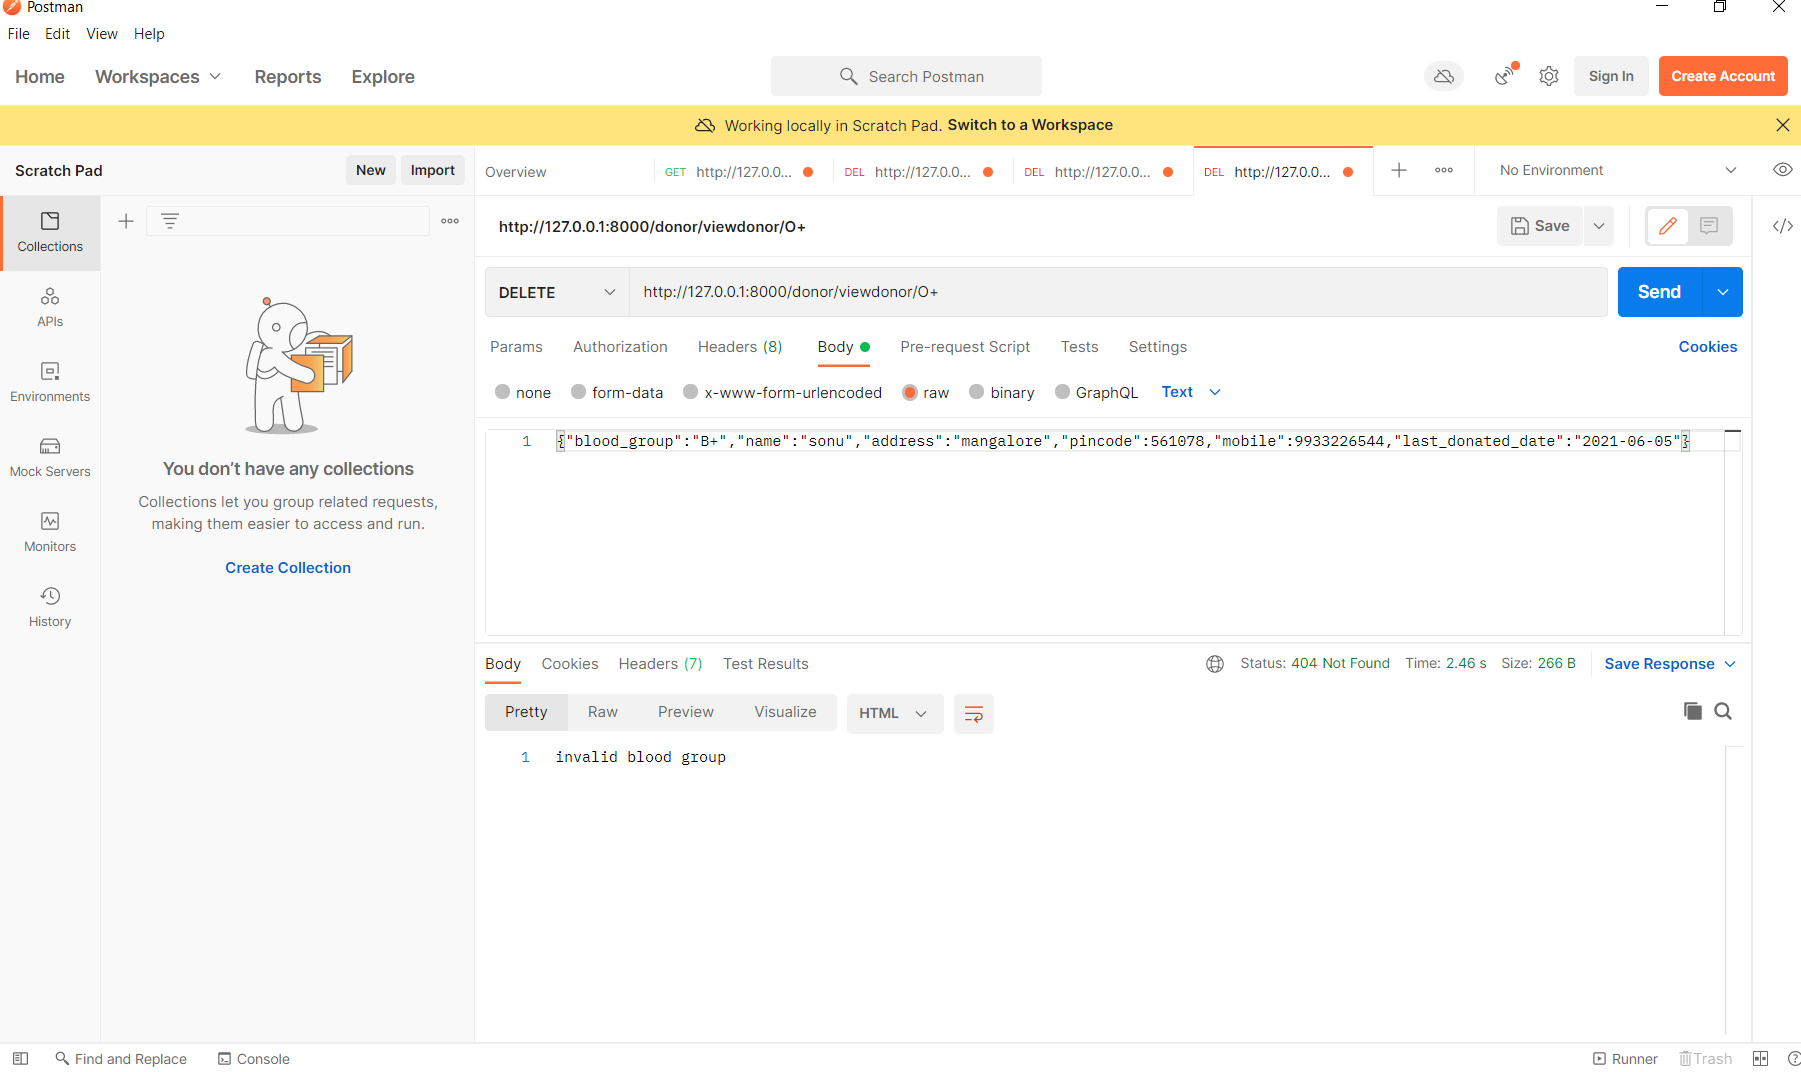 Postman
File Edit View Help
Home Workspaces Reports Explore Search Postman Sign In Create Account
Working locally in Scratch Pad. Switch to a Workspace
Scratch Pad New Import Overview GET http://127.0.0... DEL http://127.0.0... DEL http://127.0.0... DEL http://127.0.0... No Environment
Collections
APIs
Environments
Mock Servers
Monitors
History
You don't have any collections
Collections let you group related requests,
making them easier to access and run.
Create Collection
http://127.0.0.1:8000/donor/viewdonor/O+ Save
DELETE http://127.0.0.1:8000/donor/viewdonor/O+ Send
Params Authorization Headers (8) Body Pre-request Script Tests Settings Cookies
none form-data x-www-form-urlencoded raw binary GraphQL Text
1 {"blood_group":"B+","name":"sonu","address":"mangalore","pincode":561078,"mobile":9933226544,"last_donated_date":"2021-06-05"}
Body Cookies Headers (7) Test Results Status: 404 Not Found Time: 2.46 s Size: 266 B Save Response
Pretty Raw Preview Visualize HTML
1 invalid blood group
Find and Replace Console Runner Trash